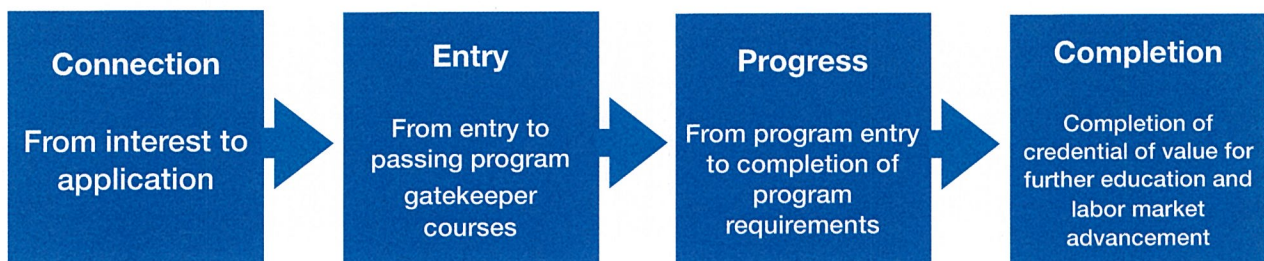 Connection
From interest to
application
Entry
From entry to
passing program
gatekeeper
courses
Progress
From program entry
to completion of
program
requirements
Completion
Completion of
credential of value for
further education and
labor market
advancement